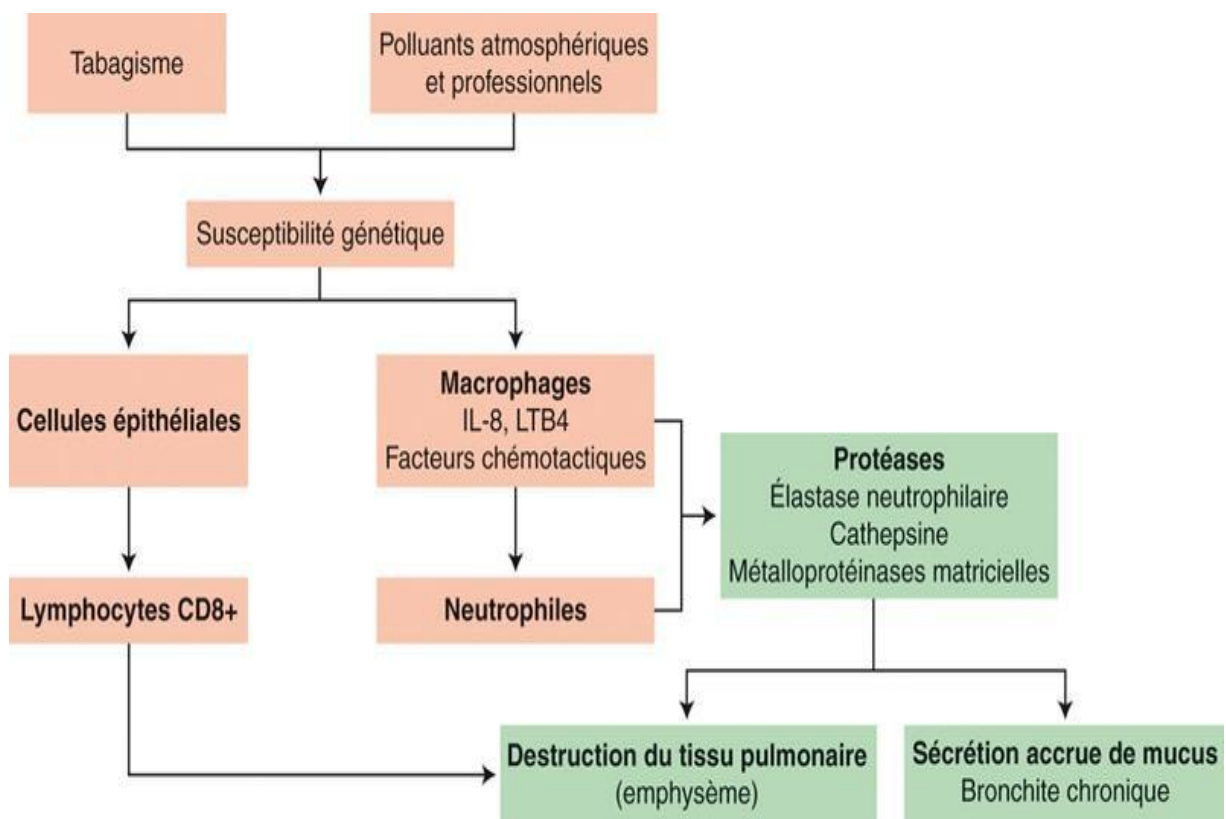 Tabagisme
Polluants atmosphériques
et professionnels
Susceptibilité génétique
Cellules épithéliales
Macrophages
IL-8, LTB4
Facteurs chémotactiques
Protéases
Élastase neutrophilaire
Cathepsine
Métalloprotéinases matricielles
Lymphocytes CD8+
Neutrophiles
Destruction du tissu pulmonaire
(emphysème)
Sécrétion accrue de mucus
Bronchite chronique